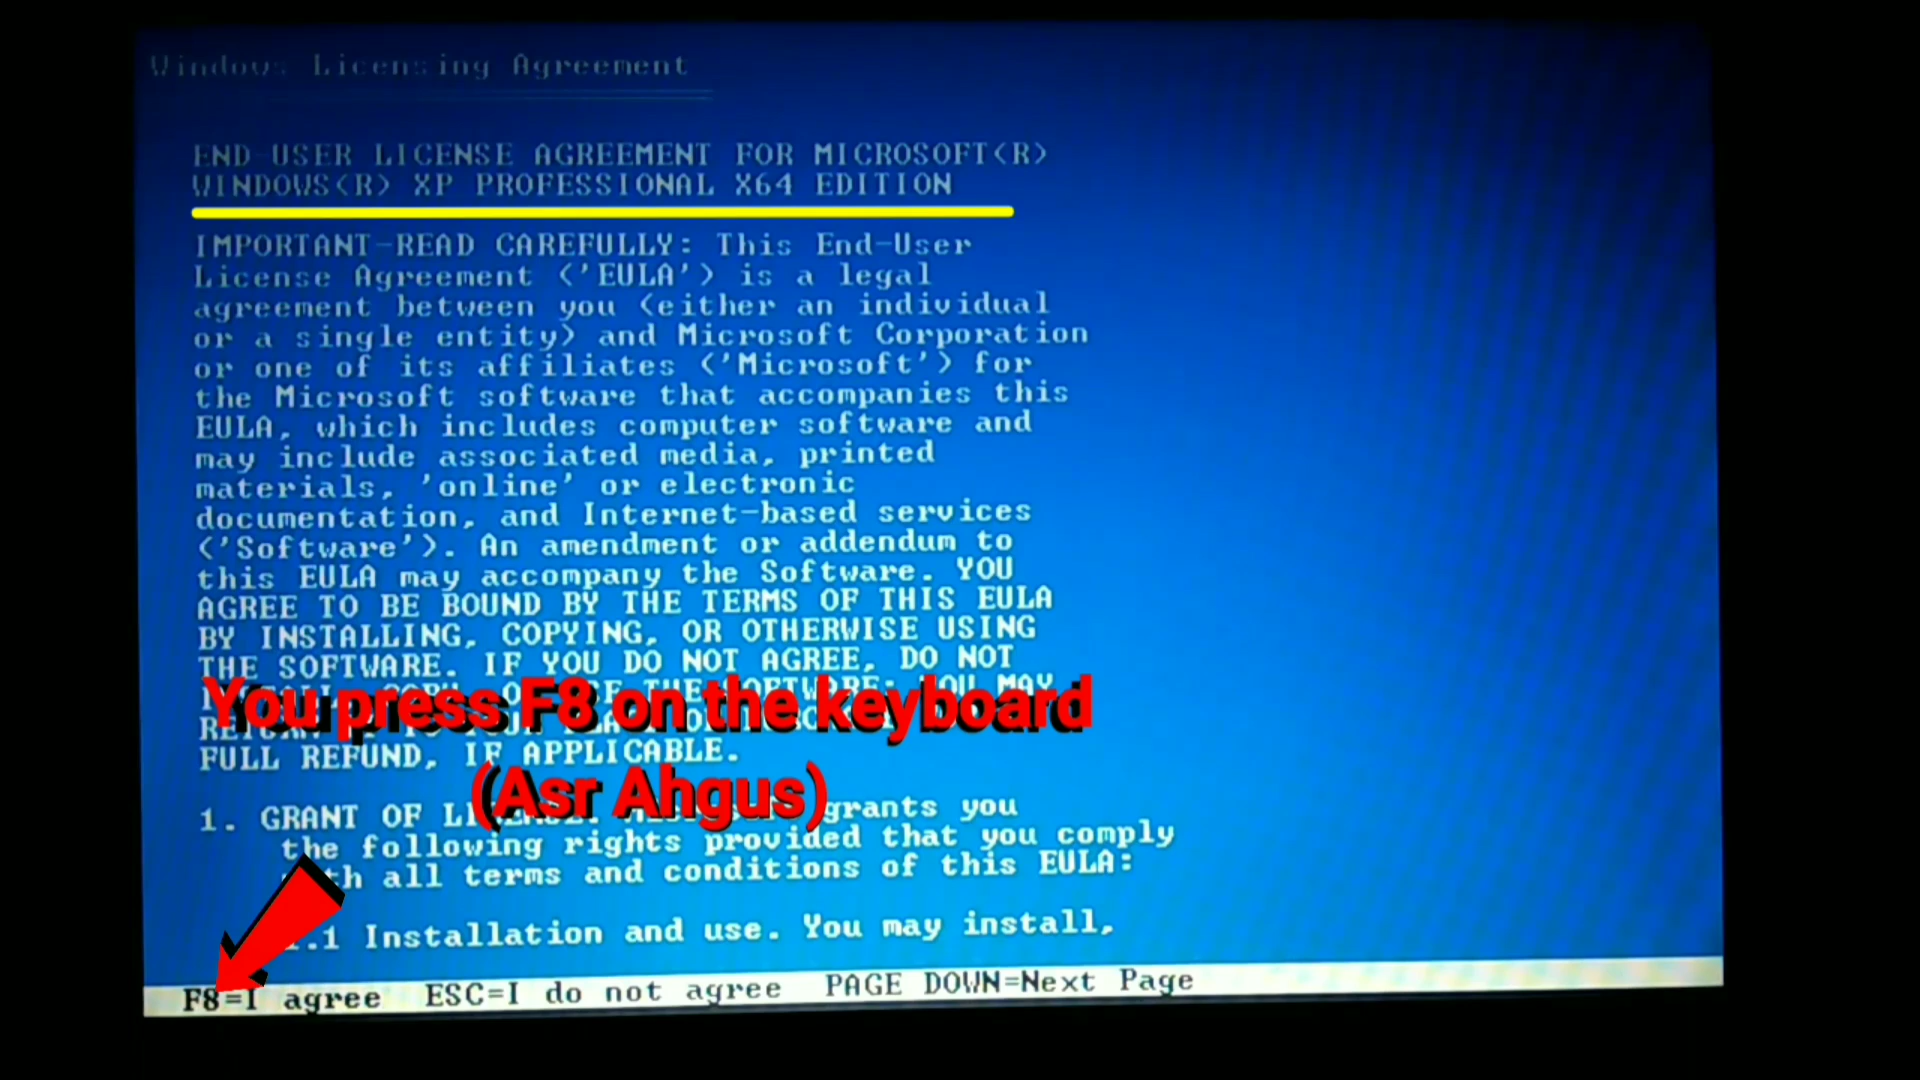 Windows Licensing Agreement
END-USER LICENSE AGREEMENT FOR MICROSOFT(R)
WINDOWS(R) XP PROFESSIONAL X64 EDITION
IMPORTANT-READ CAREFULLY: This End-User
License Agreement ('EULA') is a legal
agreement between you (either an individual
or a single entity) and Microsoft Corporation
or one of its affiliates ('Microsoft') for
the Microsoft software that accompanies this
EULA, which includes computer software and
may include associated media, printed
materials, 'online' or electronic
documentation, and Internet-based services
('Software'). An amendment or addendum to
this EULA may accompany the Software. YOU
AGREE TO BE BOUND BY THE TERMS OF THIS EULA
BY INSTALLING, COPYING, OR OTHERWISE USING
THE SOFTWARE. IF YOU DO NOT AGREE, DO NOT
THE SOFTWARE; YOU MAY
You press F8 on the keyboard
FULL REFUND, IF APPLICABLE.
(Asr Ahgus)
1. GRANT OF grants you
the following rights provided that you comply
all terms and conditions of this EULA:
1.1 Installation and use. You may install,
F8=I agree ESC=I do not agree PAGE DOWN=Next Page